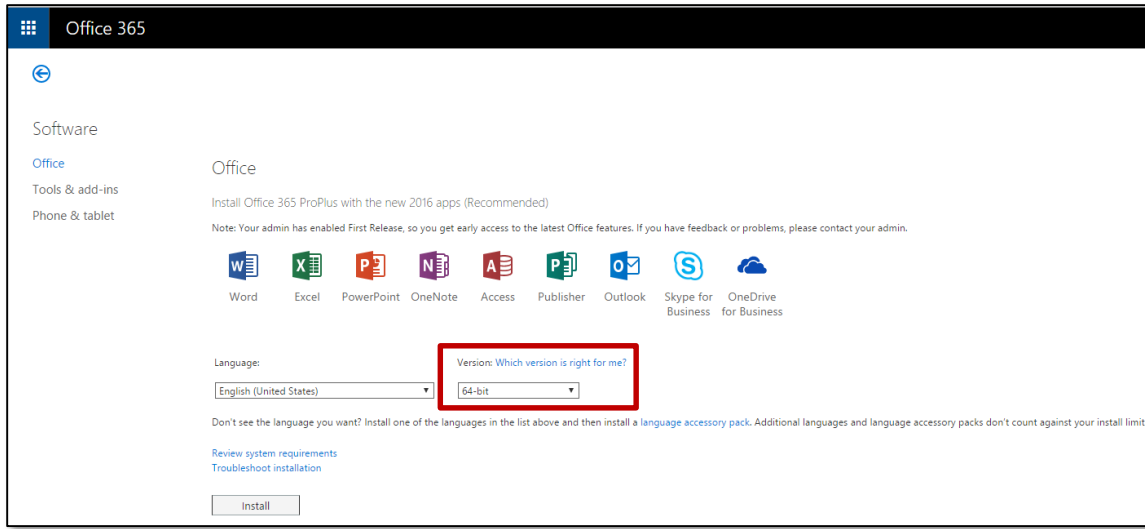 Office 365
Software
Office
Tools & add-ins
Phone & tablet
Office
Install Office 365 ProPlus with the new 2016 apps (Recommended)
Note: Your admin has enabled First Release, so you get early access to the latest Office features. If you have feedback or problems, please contact your admin.
Word Excel PowerPoint OneNote Access Publisher Outlook Skype for Business OneDrive for Business
Language: Version: Which version is right for me?
English (United States) 64-bit
Don't see the language you want? Install one of the languages in the list above and then install a language accessory pack. Additional languages and language accessory packs don't count against your install limit
Review system requirements
Troubleshoot installation
Install